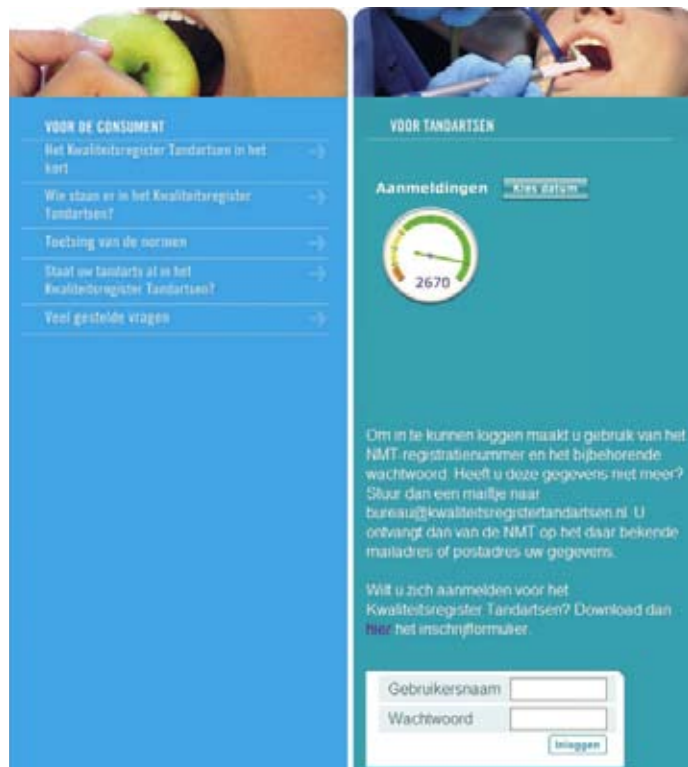 VOOR DE CONSUMENT
Het Kwaliteitsregister Tandartsen in het
kort
Wie staan er in het Kwaliteitsregister
Tandartsen?
Toetsing van de normen
Staat uw tandarts al in het
Kwaliteitsregister Tandartsen?
Veel gestelde vragen
VOOR TANDARTSEN
Aanmeldingen Kies datum
2670
Om in te kunnen loggen maakt u gebruik van het
NMT-registratienummer en het bijbehorende
wachtwoord. Heeft u deze gegevens niet meer?
Stuur dan een mailtje naar
bureau@kwaliteitsregistertandartsen.nl. U
ontvangt dan van de NMT op het daar bekende
mailadres of postadres uw gegevens.
Wilt u zich aanmelden voor het
Kwaliteitsregister Tandartsen? Download dan
hier het inschrijfformulier.
Gebruikersnaam
Wachtwoord
Inloggen